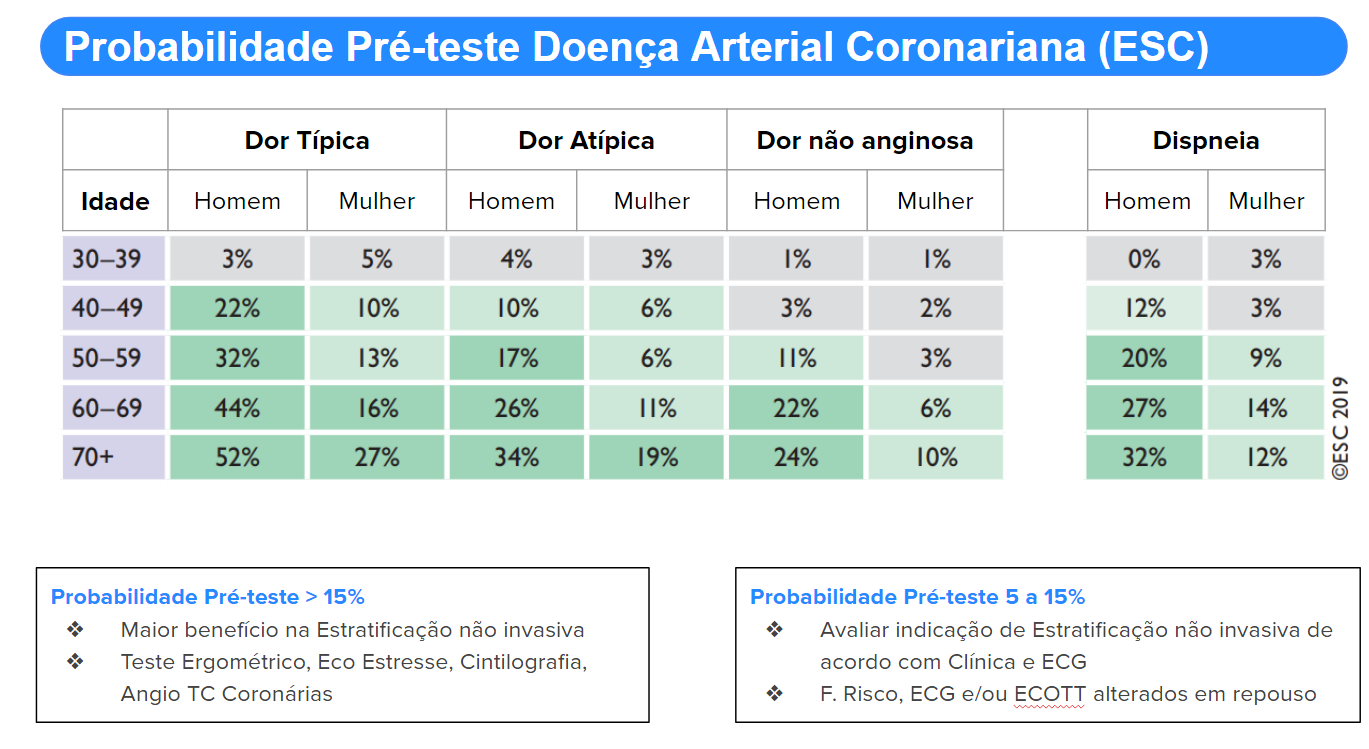 Probabilidade Pré-teste Doença Arterial Coronariana (ESC)
Dor Típica Dor Atípica Dor não anginosa Dispneia
Idade Homem Mulher Homem Mulher Homem Mulher Homem Mulher
30–39 3% 5% 4% 3% 1% 1% 0% 3%
40–49 22% 10% 10% 6% 3% 2% 12% 3%
50–59 32% 13% 17% 6% 11% 3% 20% 9%
60–69 44% 16% 26% 11% 22% 6% 27% 14%
70+ 52% 27% 34% 19% 24% 10% 32% 12%
©ESC 2019
Probabilidade Pré-teste > 15%
❖ Maior benefício na Estratificação não invasiva
❖ Teste Ergométrico, Eco Estresse, Cintilografia,
Angio TC Coronárias
Probabilidade Pré-teste 5 a 15%
❖ Avaliar indicação de Estratificação não invasiva de
acordo com Clínica e ECG
❖ F. Risco, ECG e/ou ECOTT alterados em repouso